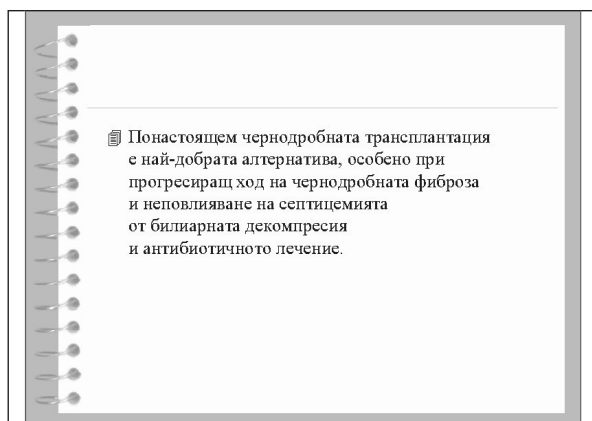 Понастоящем чернодробната трансплантация
е най-добрата алтернатива, особено при
прогресиращ ход на чернодробната фиброза
и неповлияване на септицемията
от билиарната декомпресия
и антибиотичното лечение.